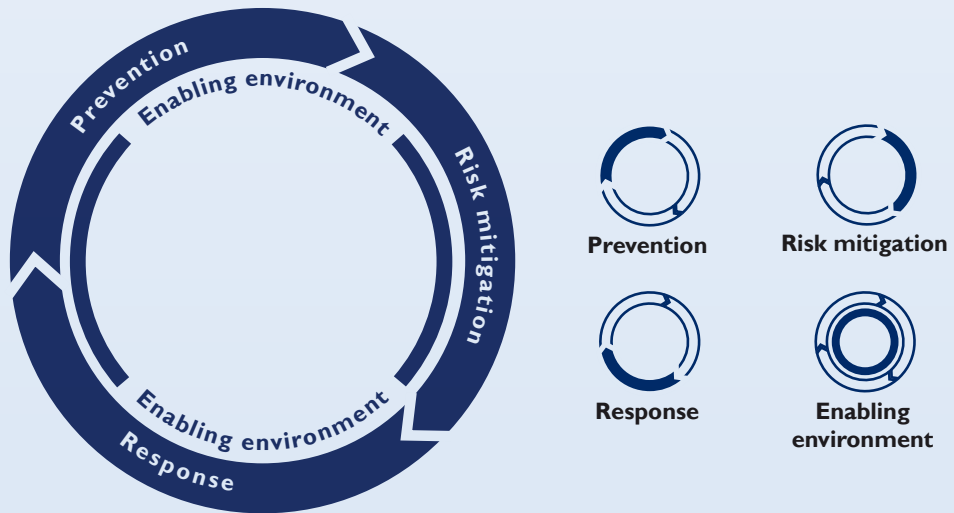 Prevention
Enabling environment
Risk mitigation
Enabling environment
Response
Prevention
Risk mitigation
Response
Enabling
environment